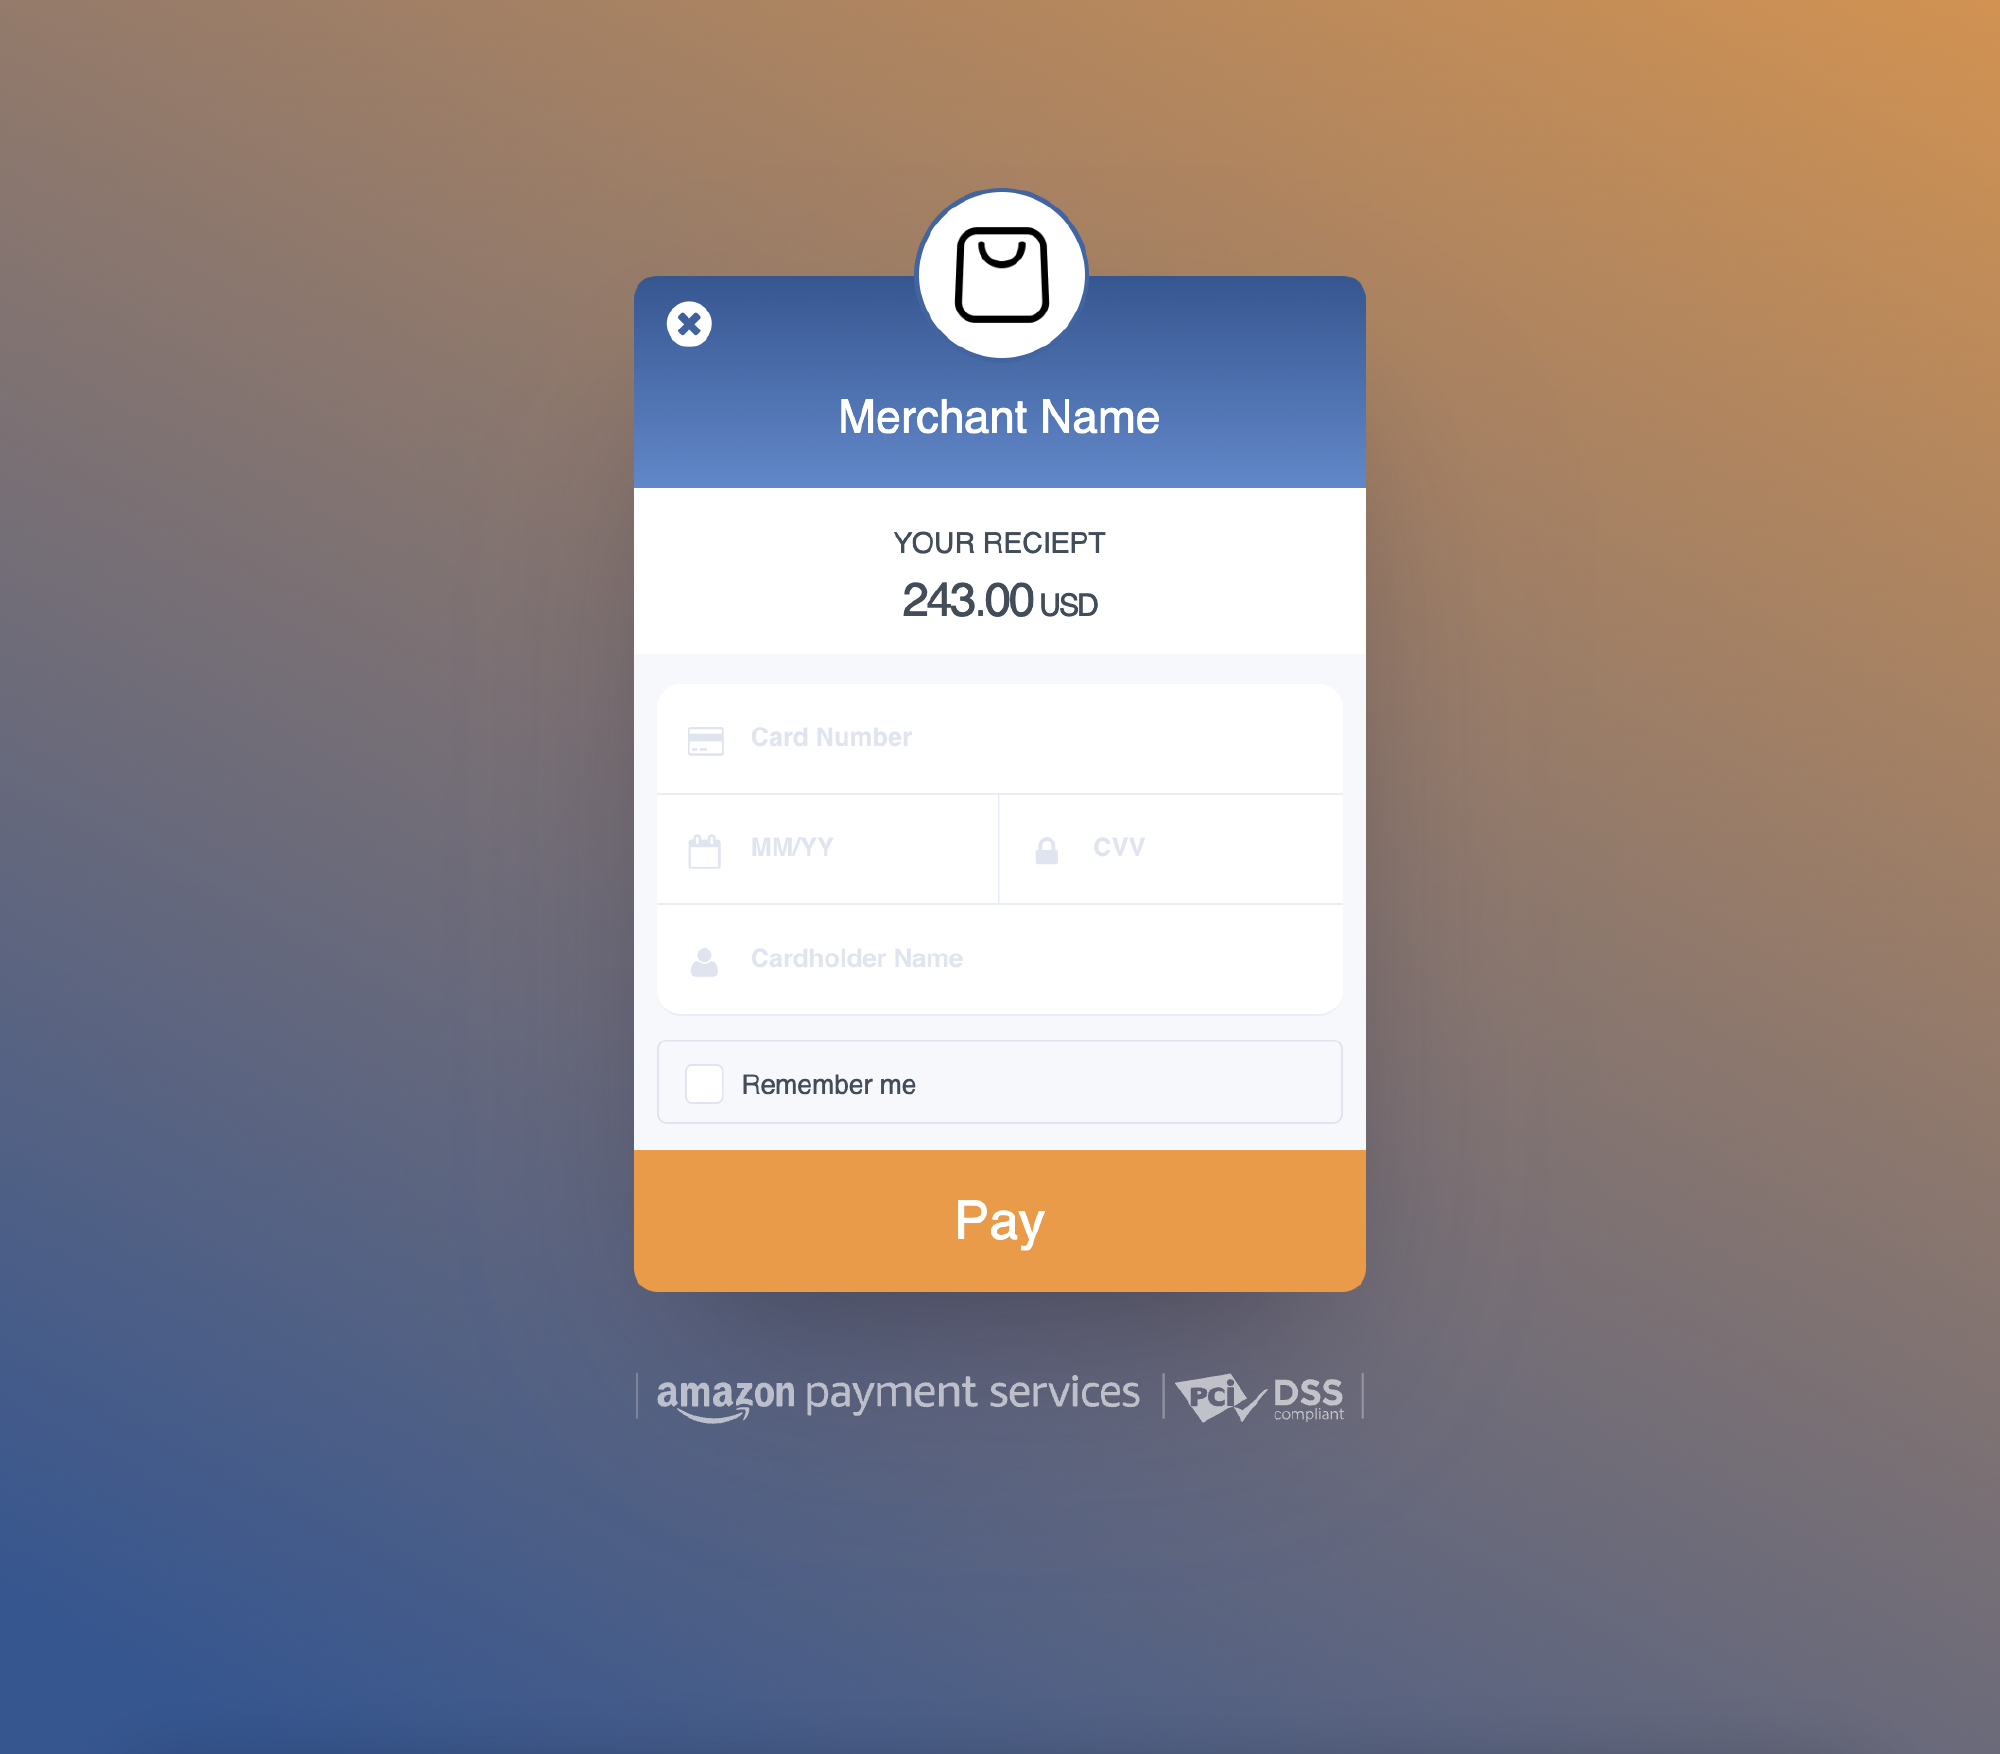 Merchant Name
YOUR RECIEPT
243.00 USD
Card Number
MM/YY
CVV
Cardholder Name
Remember me
Pay
amazon payment services
PCi DSS
compliant